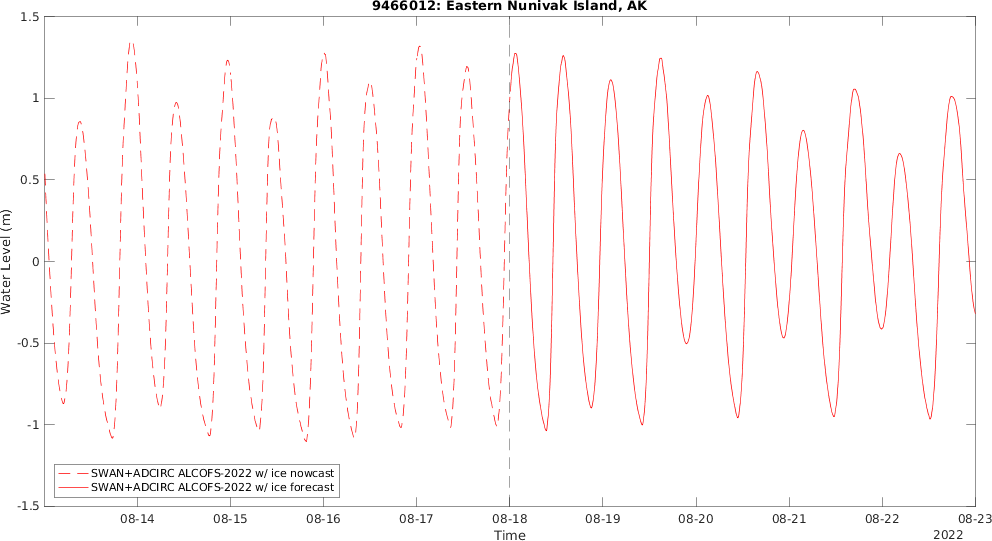 9466012: Eastern Nunivak Island, AK
1.5
1
0.5
0
-0.5
-1
-1.5
Water Level (m)
SWAN+ADCIRC ALCOFS-2022 w/ ice nowcast
SWAN+ADCIRC ALCOFS-2022 w/ ice forecast
08-14 08-15 08-16 08-17 08-18 08-19 08-20 08-21 08-22 08-23
Time
2022